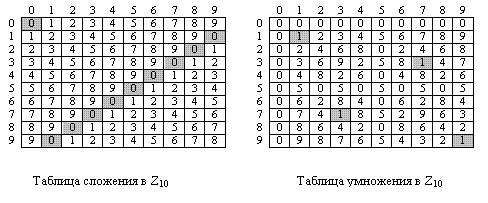 0 1 2 3 4 5 6 7 8 9
0 0 1 2 3 4 5 6 7 8 9
1 1 2 3 4 5 6 7 8 9 0
2 2 3 4 5 6 7 8 9 0 1
3 3 4 5 6 7 8 9 0 1 2
4 4 5 6 7 8 9 0 1 2 3
5 5 6 7 8 9 0 1 2 3 4
6 6 7 8 9 0 1 2 3 4 5
7 7 8 9 0 1 2 3 4 5 6
8 8 9 0 1 2 3 4 5 6 7
9 9 0 1 2 3 4 5 6 7 8
Таблица сложения в Z10
0 1 2 3 4 5 6 7 8 9
0 0 0 0 0 0 0 0 0 0 0
1 0 1 2 3 4 5 6 7 8 9
2 0 2 4 6 8 0 2 4 6 8
3 0 3 6 9 2 5 8 1 4 7
4 0 4 8 2 6 0 4 8 2 6
5 0 5 0 5 0 5 0 5 0 5
6 0 6 2 8 4 0 6 2 8 4
7 0 7 4 1 8 5 2 9 6 3
8 0 8 6 4 2 0 8 6 4 2
9 0 9 8 7 6 5 4 3 2 1
Таблица умножения в Z10